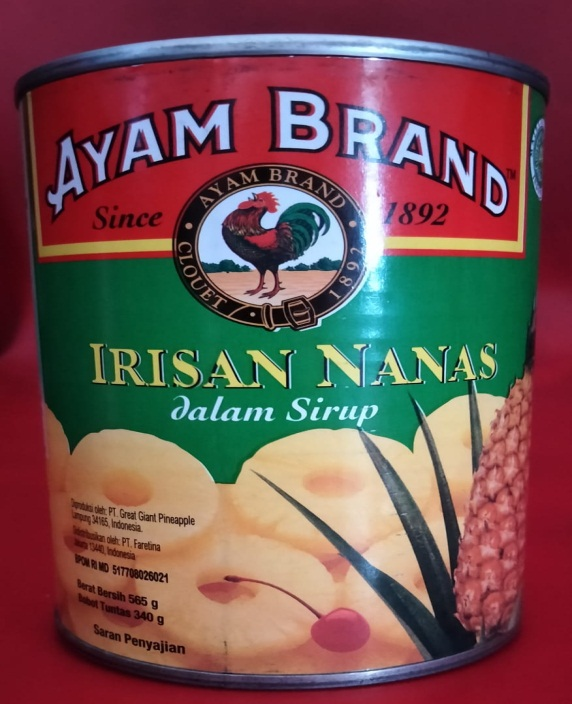 AYAM BRAND™
Since 1892
AYAM BRAND
CLOUET 1892
IRISAN NANAS
dalam Sirup
Diproduksi oleh: PT. Great Giant Pineapple
Lampung 34165, Indonesia.
Didistribusikan oleh: PT. Faretina
Jakarta 13440, Indonesia
BPOM RI MD 517708026021
Berat Bersih 565 g
Bobot Tuntas 340 g
Saran Penyajian